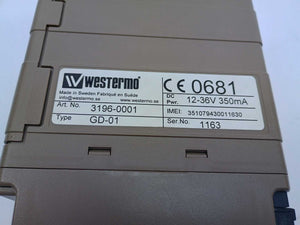 westermo
Made in Sweden Fabriqué en Suède
info@westermo.se www.westermo.se
Art. No. 3196-0001
Type GD-01
CE 0681
DC Pwr. 12-36V 350mA
IMEI: 351079430011630
Ser.No. 1163